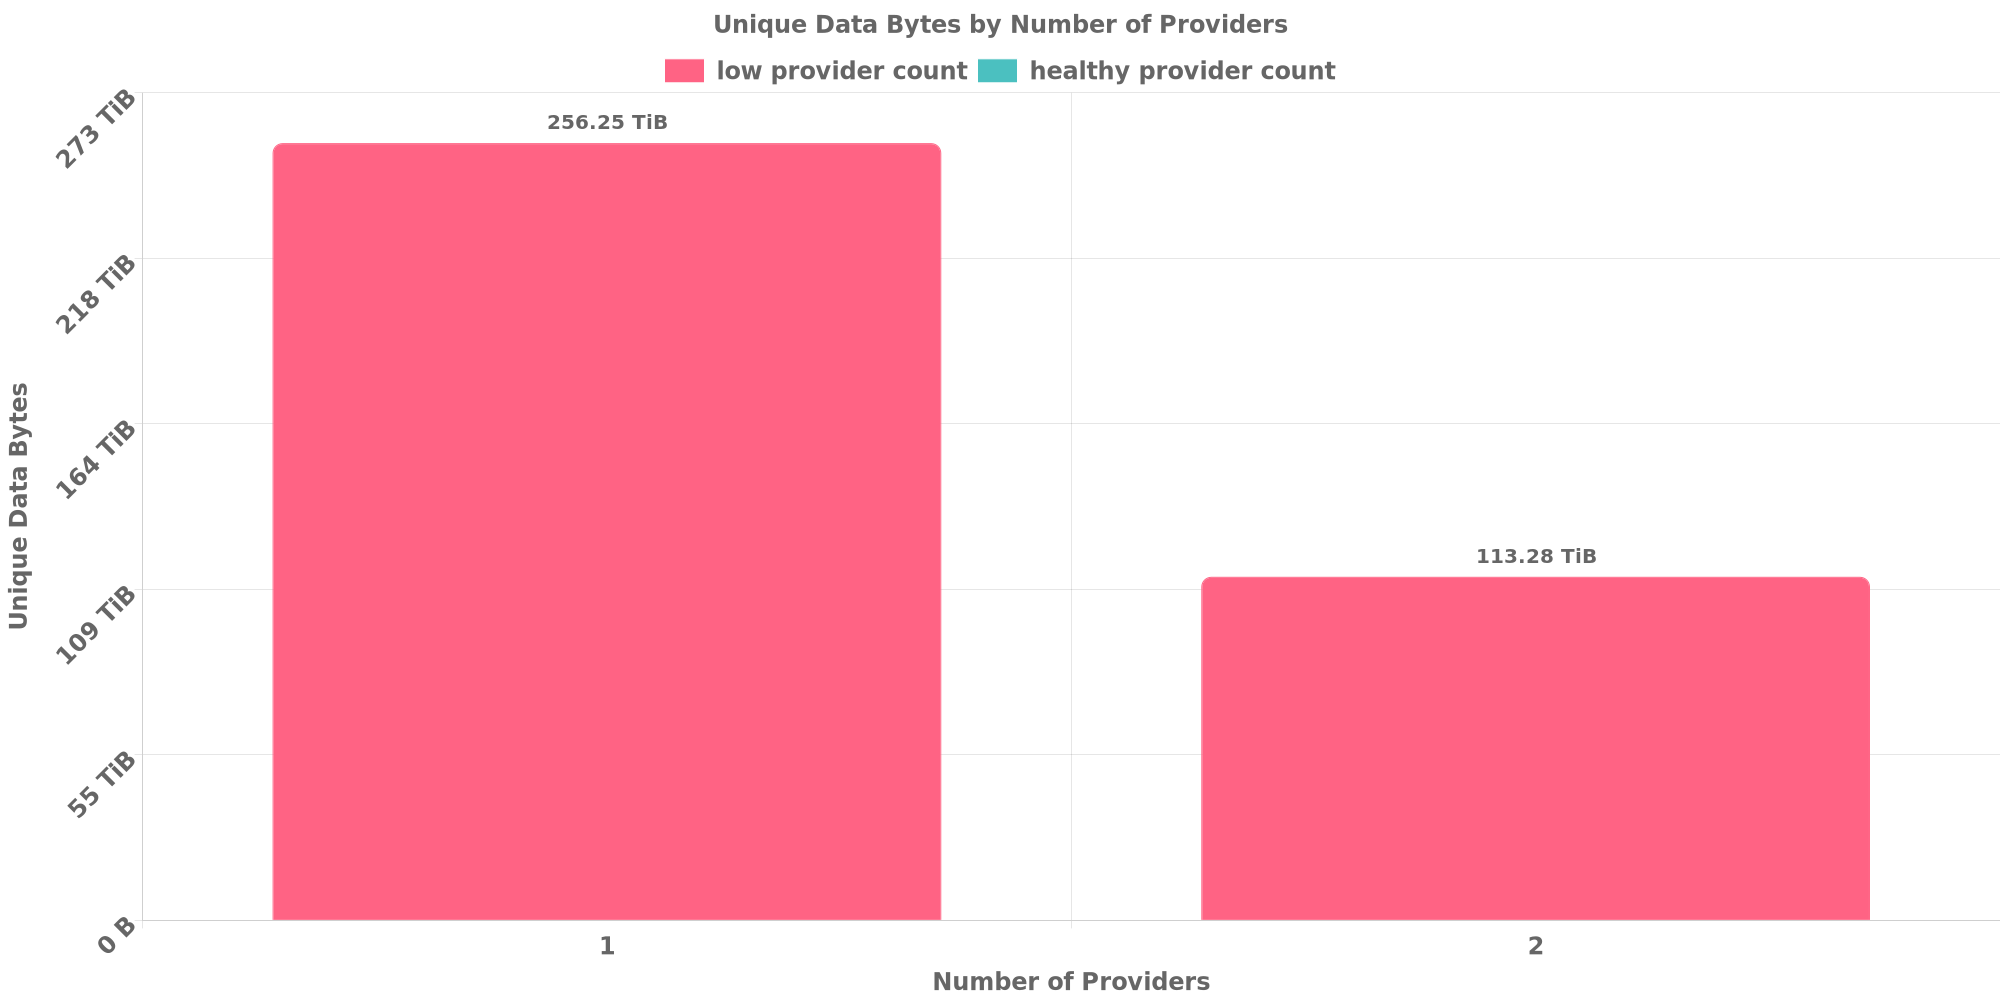 Unique Data Bytes by Number of Providers
low provider count healthy provider count
273 TiB
256.25 TiB
218 TiB
164 TiB
113.28 TiB
109 TiB
55 TiB
0 B
Unique Data Bytes
1 2
Number of Providers